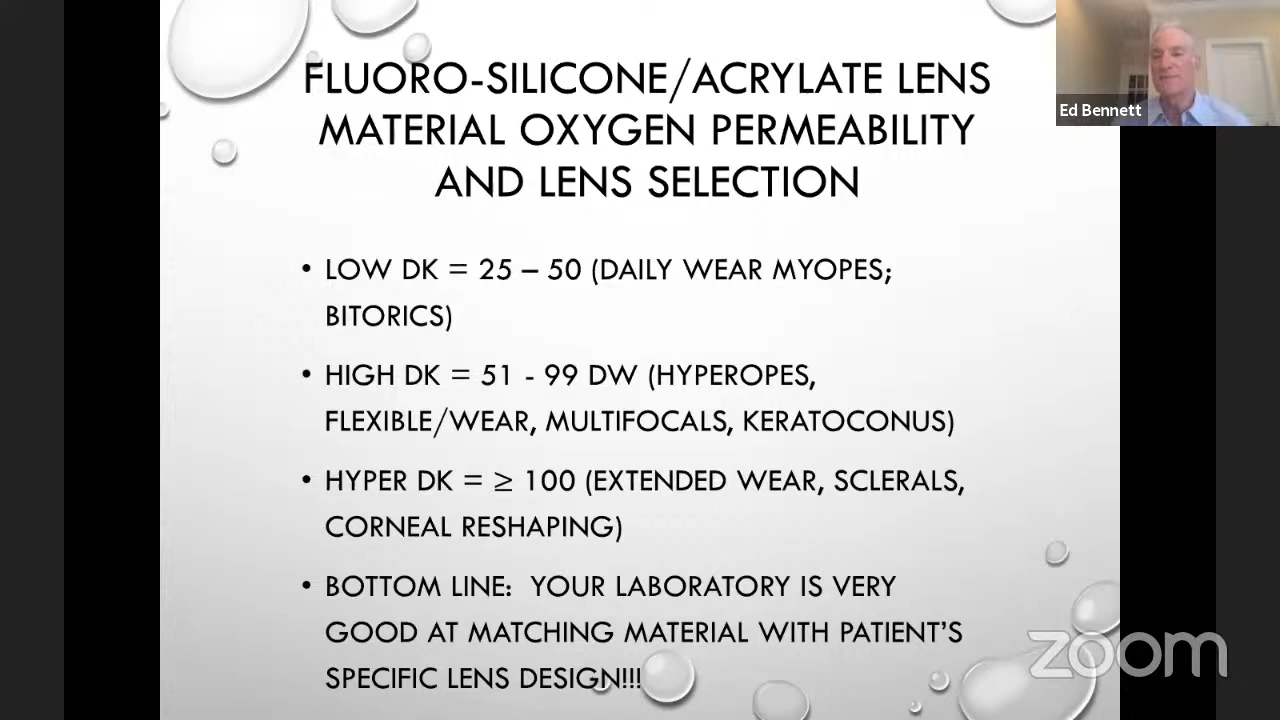 FLUORO-SILICONE/ACRYLATE LENS
MATERIAL OXYGEN PERMEABILITY
AND LENS SELECTION
• LOW DK = 25 – 50 (DAILY WEAR MYOPES;
BITORICS)
• HIGH DK = 51 - 99 DW (HYPEROPES,
FLEXIBLE/WEAR, MULTIFOCALS, KERATOCONUS)
• HYPER DK = ≥ 100 (EXTENDED WEAR, SCLERALS,
CORNEAL RESHAPING)
• BOTTOM LINE:  YOUR LABORATORY IS VERY
GOOD AT MATCHING MATERIAL WITH PATIENT’S
SPECIFIC LENS DESIGN!!!
Ed Bennett
zoom